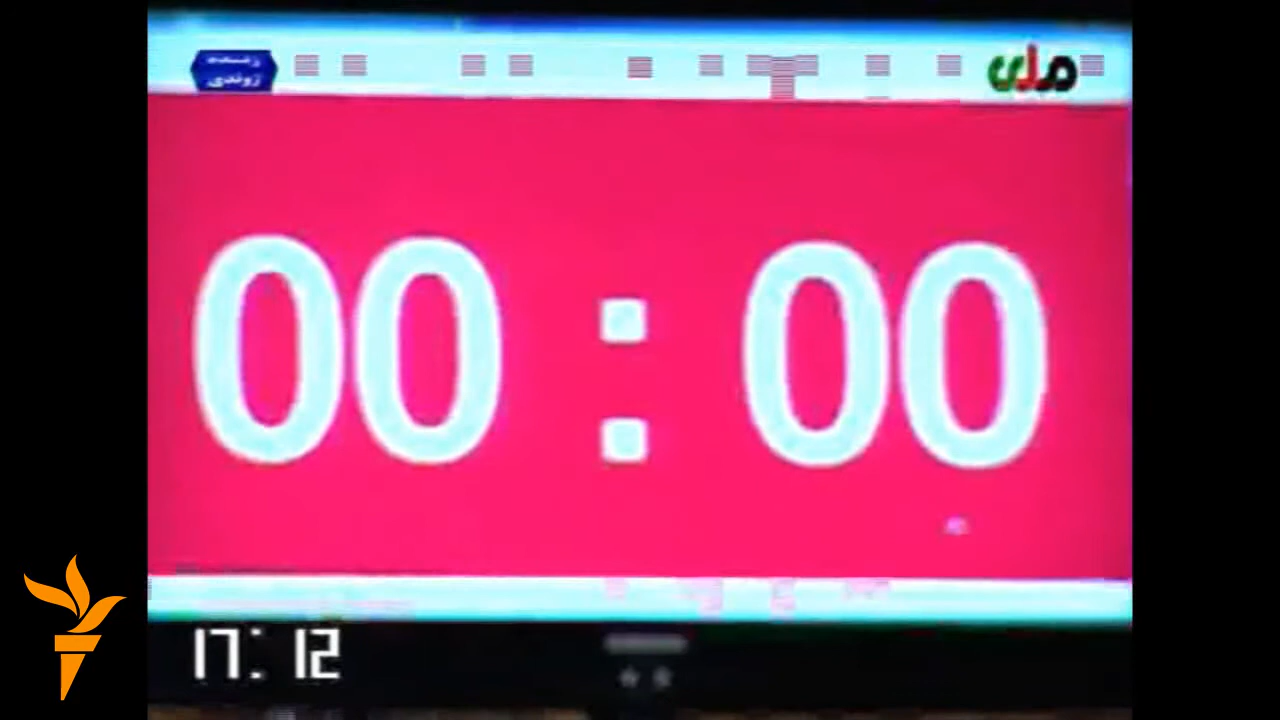 زنده
ژوندی
ملی
00 : 00
17: 12